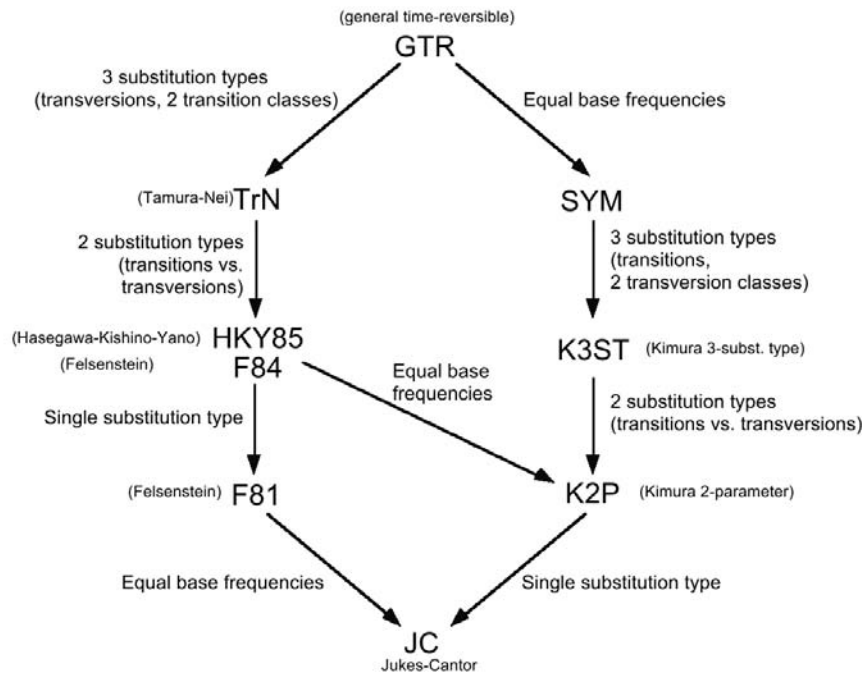 (general time-reversible)
GTR
3 substitution types
(transversions, 2 transition classes)
Equal base frequencies
(Tamura-Nei) TrN
SYM
2 substitution types
(transitions vs.
transversions)
3 substitution types
(transitions,
2 transversion classes)
(Hasegawa-Kishino-Yano) HKY85
(Felsenstein) F84
Equal base
frequencies
K3ST (Kimura 3-subst. type)
Single substitution type
2 substitution types
(transitions vs. transversions)
(Felsenstein) F81
K2P (Kimura 2-parameter)
Equal base frequencies
Single substitution type
JC
Jukes-Cantor